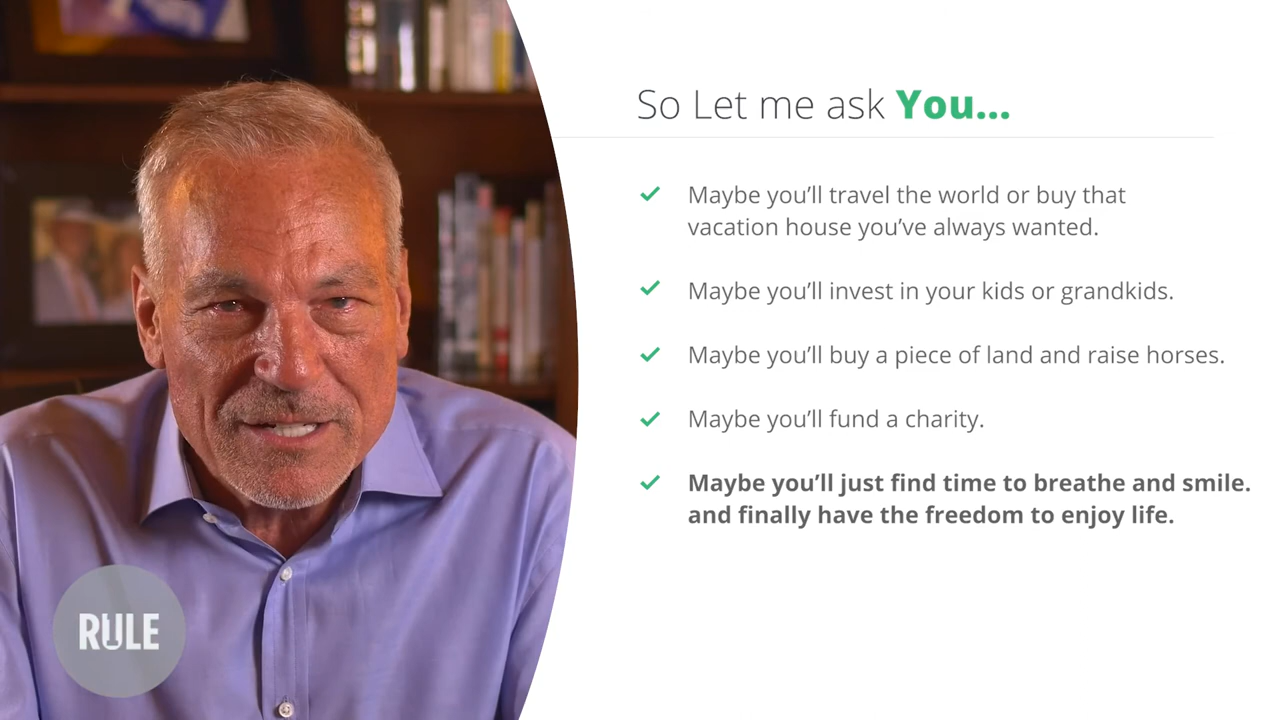 So Let me ask You...
Maybe you’ll travel the world or buy that
vacation house you’ve always wanted.
Maybe you’ll invest in your kids or grandkids.
Maybe you’ll buy a piece of land and raise horses.
Maybe you’ll fund a charity.
Maybe you’ll just find time to breathe and smile.
and finally have the freedom to enjoy life.
RULE